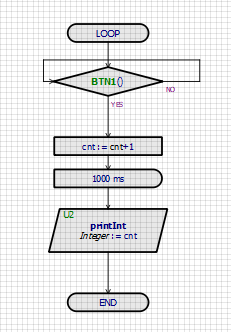 LOOP
BTN1()
NO
YES
cnt := cnt+1
1000 ms
U2
printInt
Integer := cnt
END